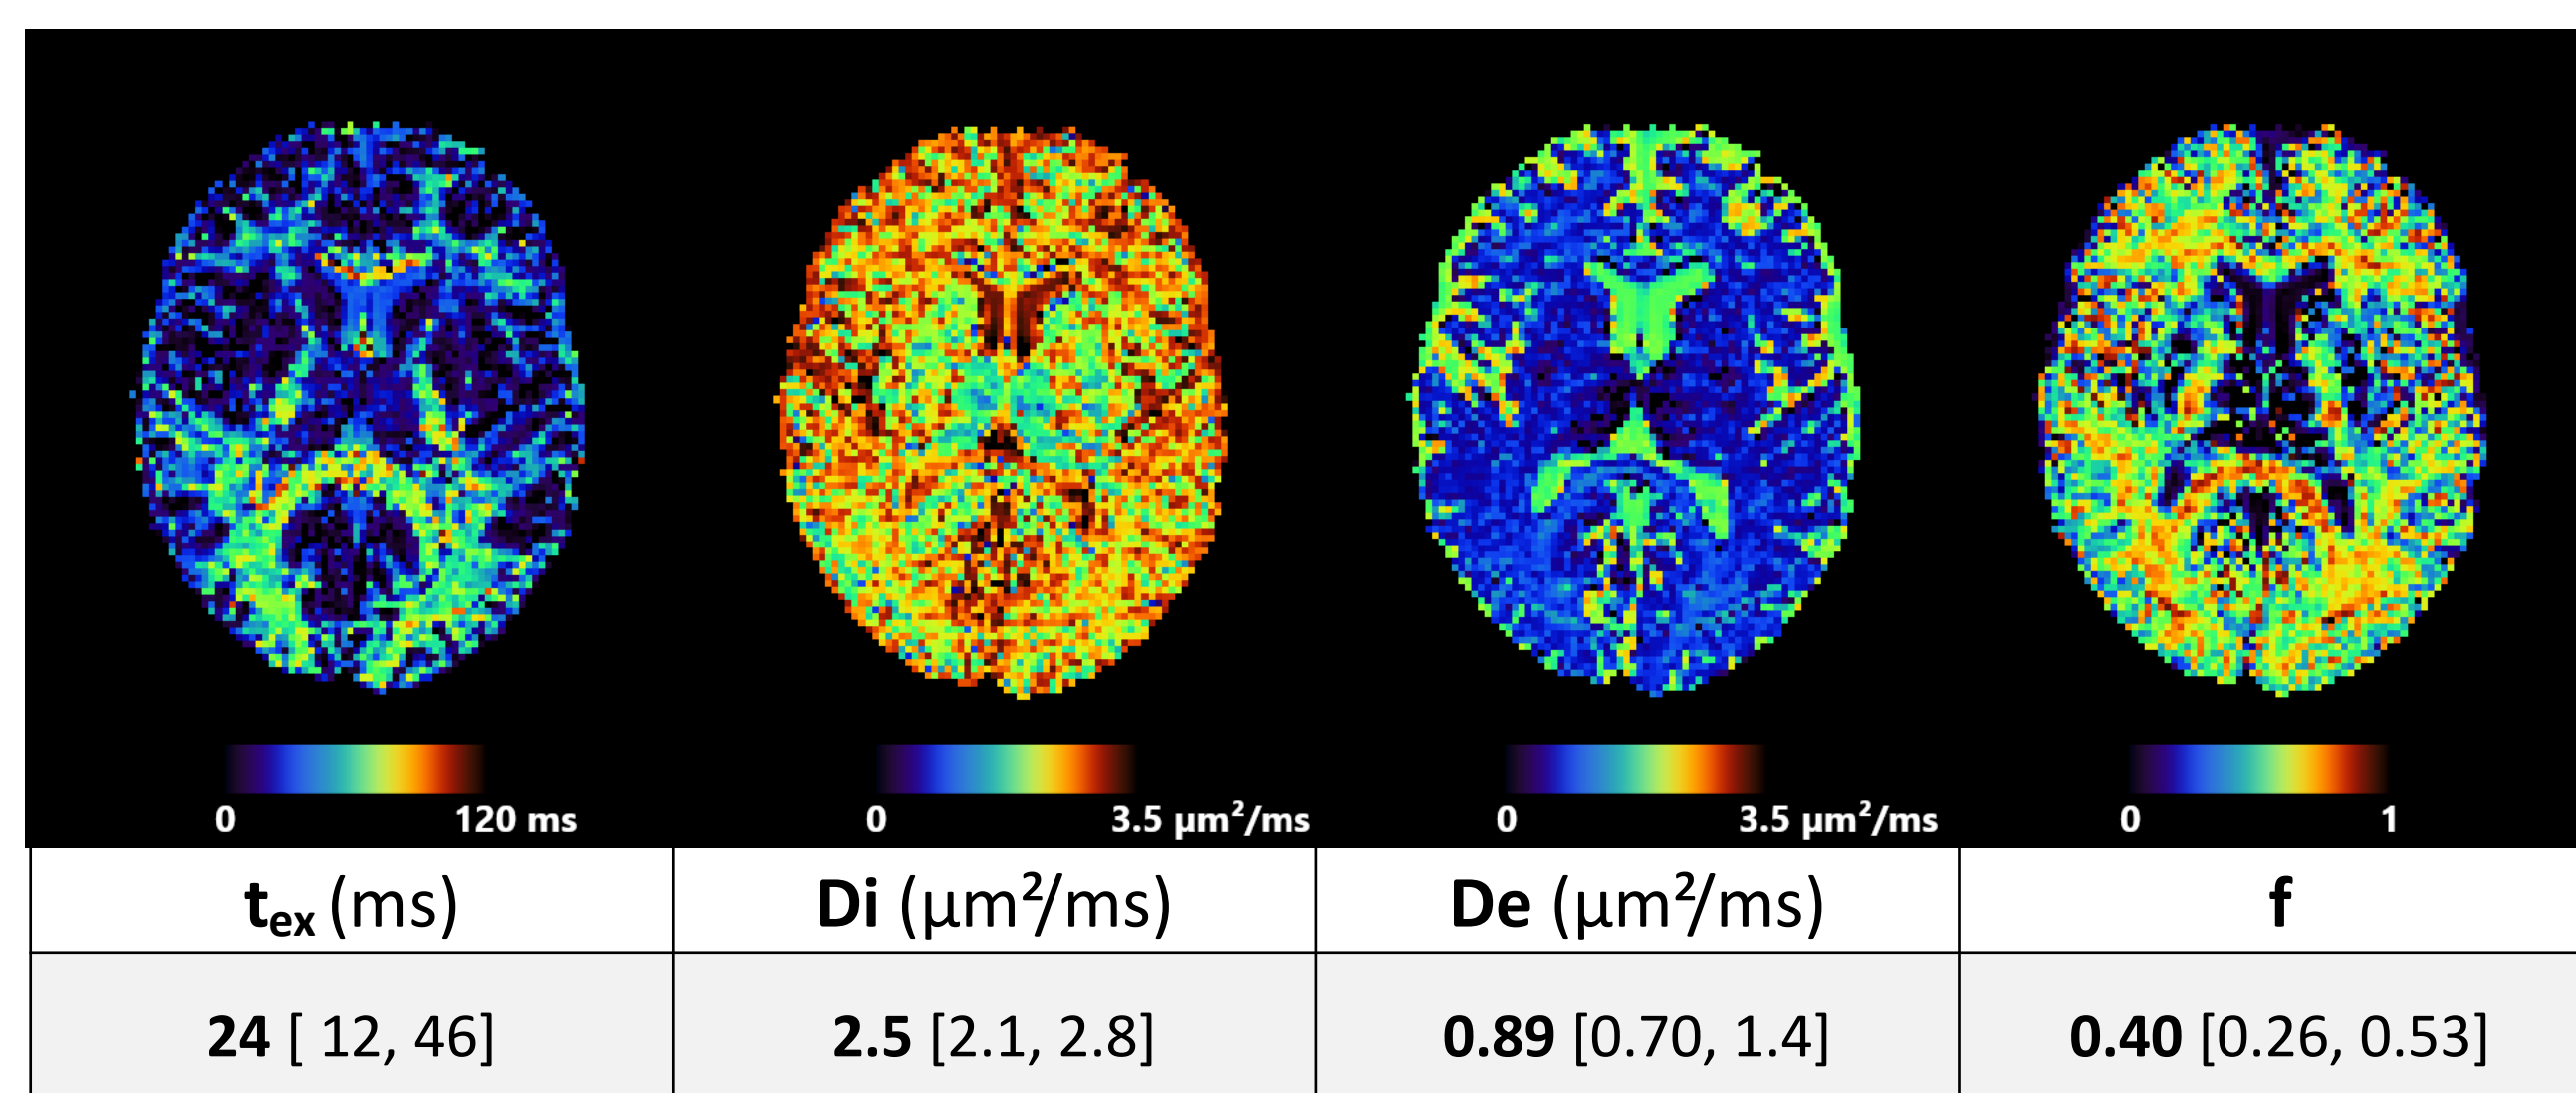 0 120 ms 0 3.5 µm²/ms 0 3.5 µm²/ms 0 1
tex (ms) Di (µm²/ms) De (µm²/ms) f
24 [ 12, 46] 2.5 [2.1, 2.8] 0.89 [0.70, 1.4] 0.40 [0.26, 0.53]